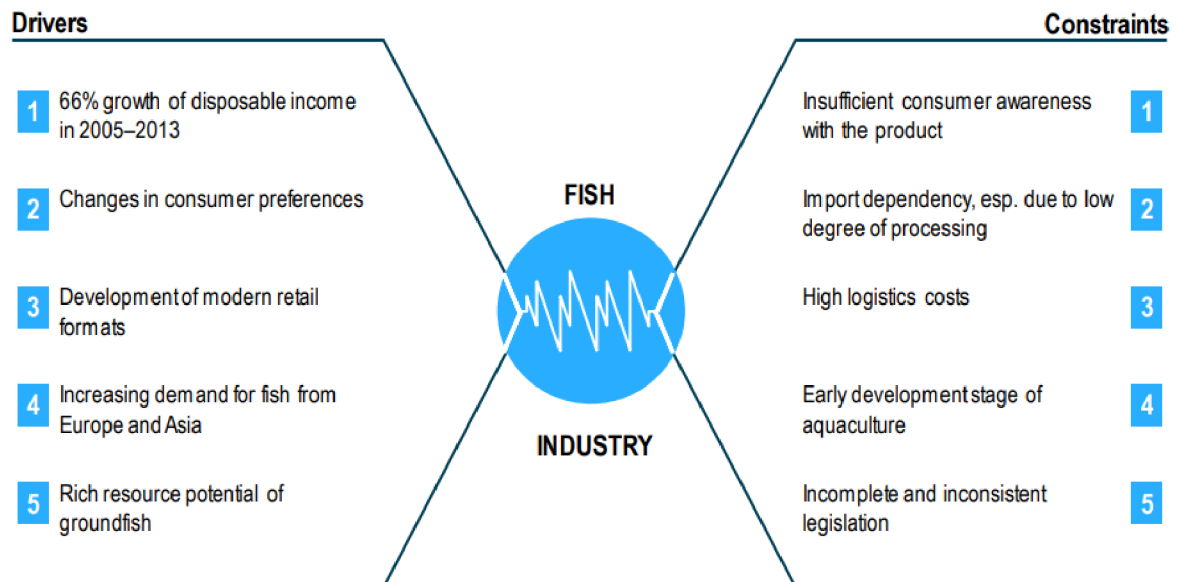 Drivers
1
66% growth of disposable income
in 2005–2013
2
Changes in consumer preferences
3
Development of modern retail
formats
4
Increasing demand for fish from
Europe and Asia
5
Rich resource potential of
groundfish
FISH
INDUSTRY
Constraints
Insufficient consumer awareness
with the product
1
Import dependency, esp. due to low
degree of processing
2
High logistics costs
3
Early development stage of
aquaculture
4
Incomplete and inconsistent
legislation
5